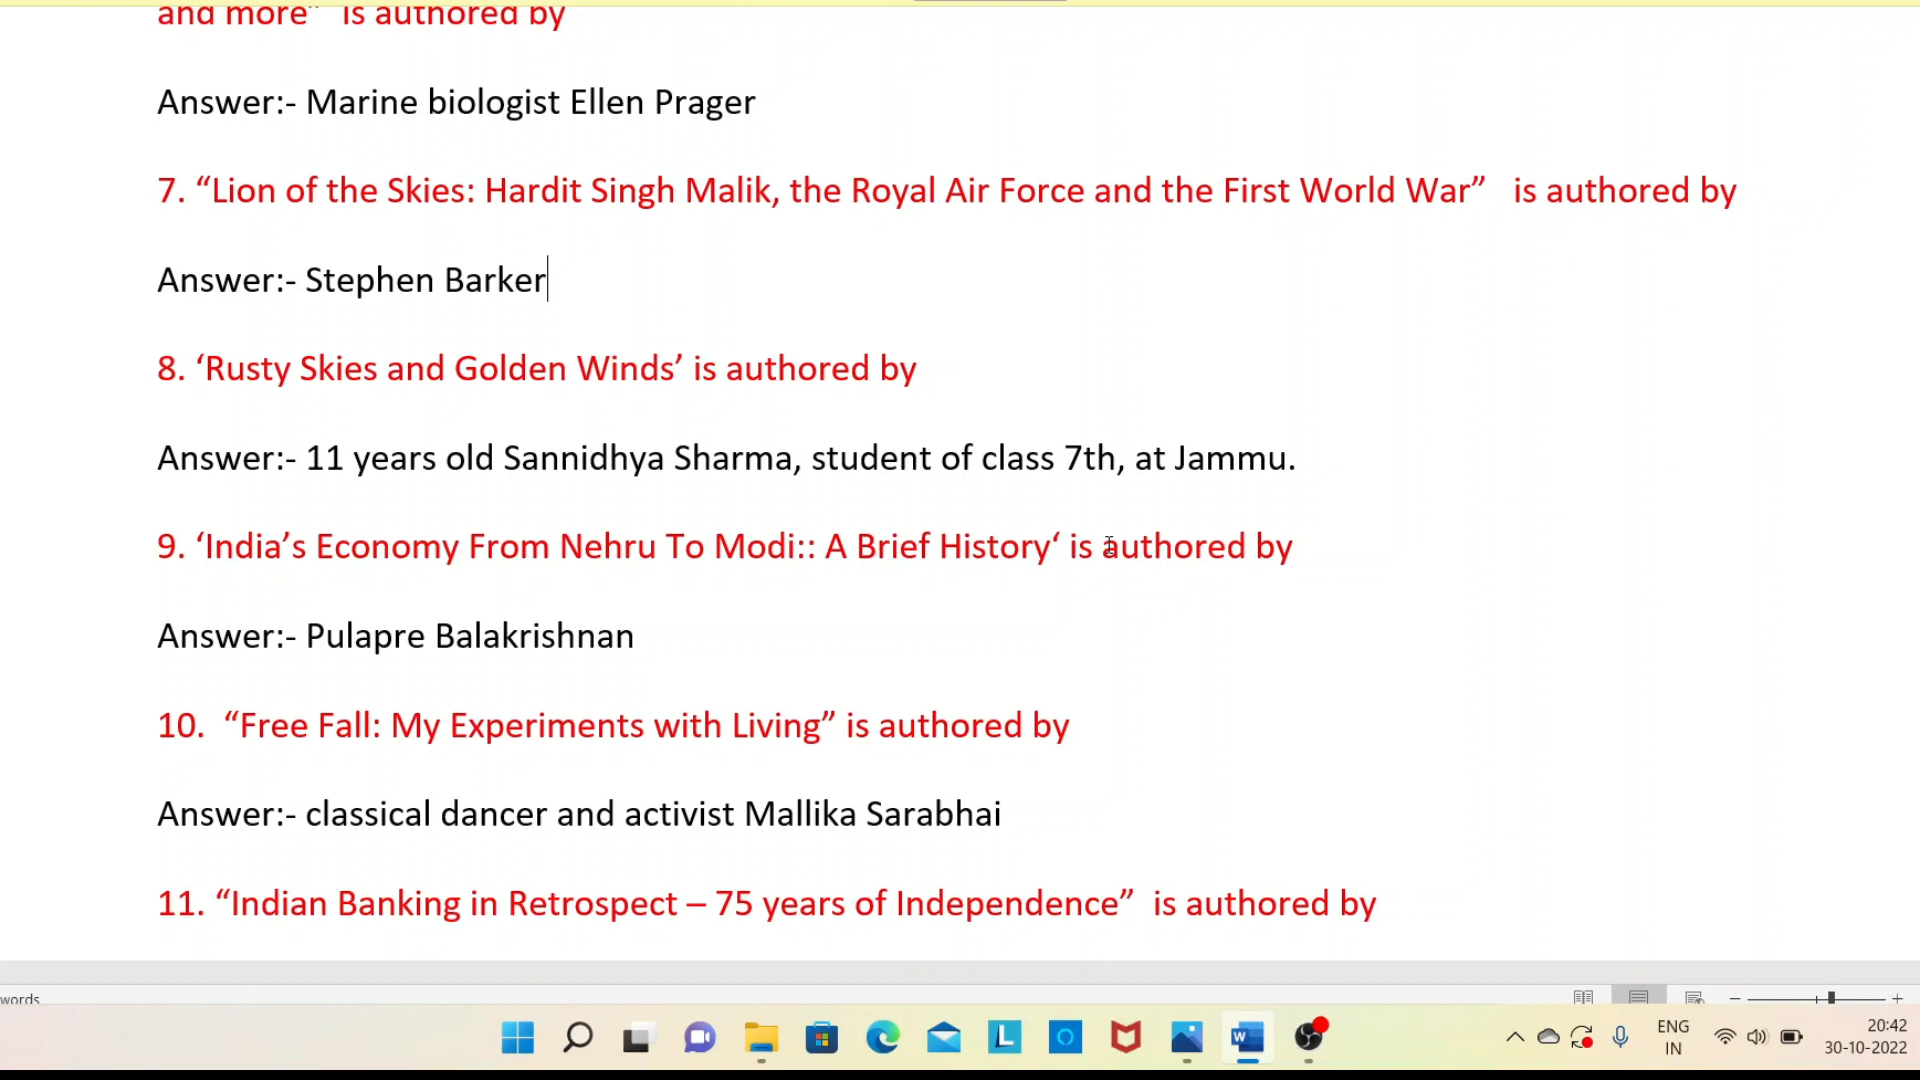 and more” is authored by
Answer:- Marine biologist Ellen Prager
7. “Lion of the Skies: Hardit Singh Malik, the Royal Air Force and the First World War” is authored by
Answer:- Stephen Barker
8. ‘Rusty Skies and Golden Winds’ is authored by
Answer:- 11 years old Sannidhya Sharma, student of class 7th, at Jammu.
9. ‘India’s Economy From Nehru To Modi:: A Brief History‘ is authored by
Answer:- Pulapre Balakrishnan
10. “Free Fall: My Experiments with Living” is authored by
Answer:- classical dancer and activist Mallika Sarabhai
11. “Indian Banking in Retrospect – 75 years of Independence” is authored by
words
ENG
IN
20:42
30-10-2022